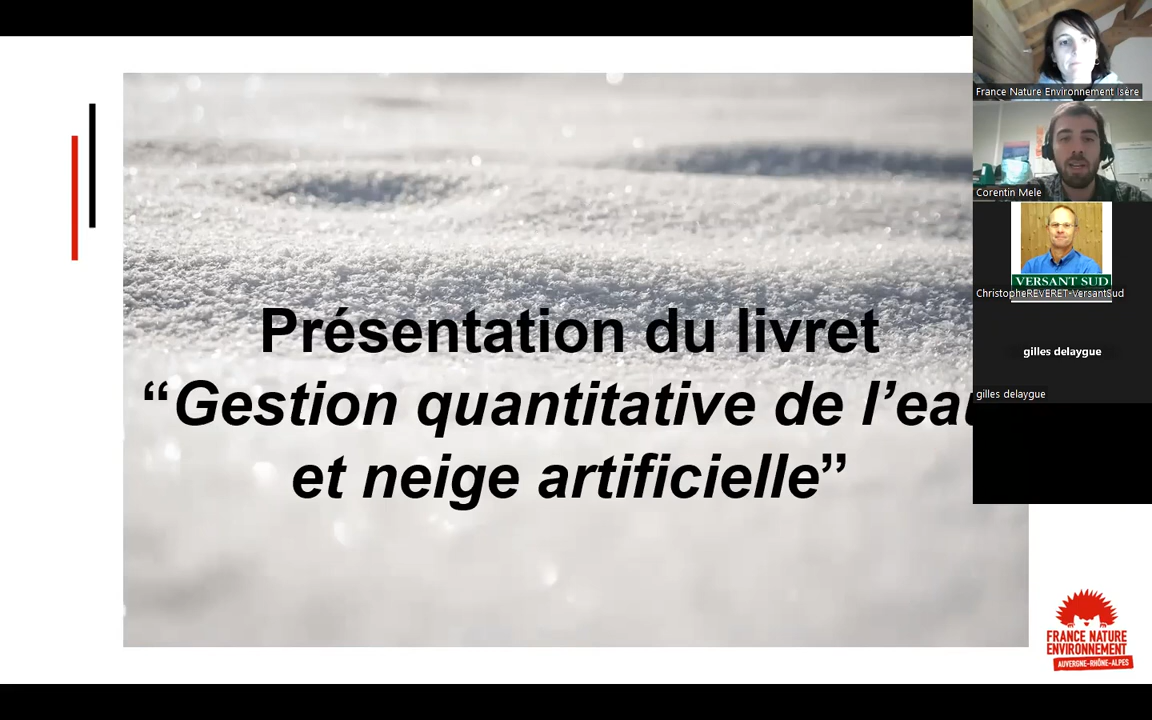 Présentation du livret
“Gestion quantitative de l’eau
et neige artificielle”
France Nature Environnement Isère
Corentin Mele
VERSANT SUD
ChristopheREVERET-VersantSud
gilles delaygue
gilles delaygue
FRANCE NATURE
ENVIRONNEMENT
AUVERGNE-RHÔNE-ALPES